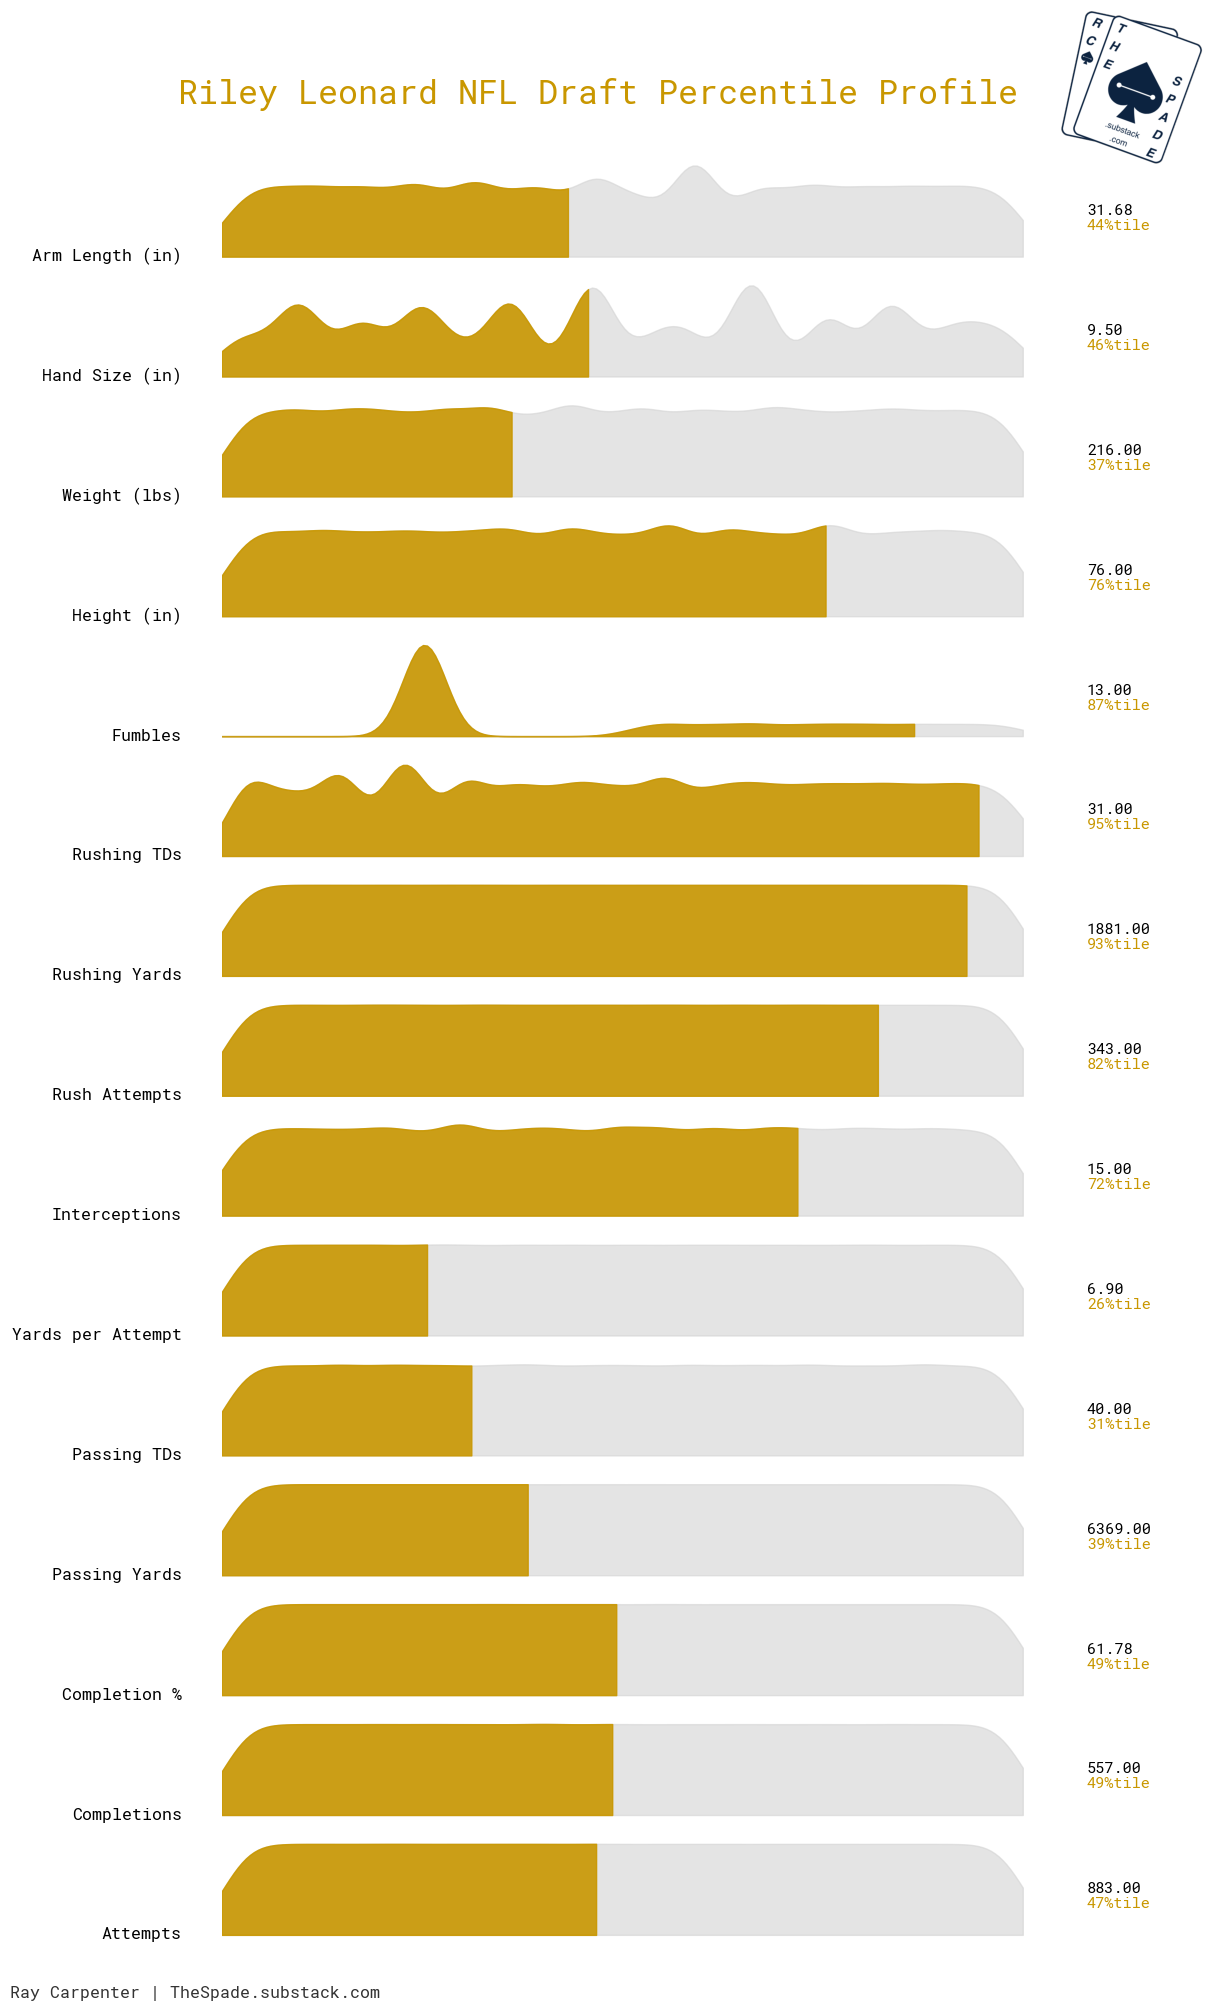 RC
THE
SPADE
.substack
.com
Riley Leonard NFL Draft Percentile Profile
Arm Length (in)
31.68
44%tile
Hand Size (in)
9.50
46%tile
Weight (lbs)
216.00
37%tile
Height (in)
76.00
76%tile
Fumbles
13.00
87%tile
Rushing TDs
31.00
95%tile
Rushing Yards
1881.00
93%tile
Rush Attempts
343.00
82%tile
Interceptions
15.00
72%tile
Yards per Attempt
6.90
26%tile
Passing TDs
40.00
31%tile
Passing Yards
6369.00
39%tile
Completion %
61.78
49%tile
Completions
557.00
49%tile
Attempts
883.00
47%tile
Ray Carpenter | TheSpade.substack.com